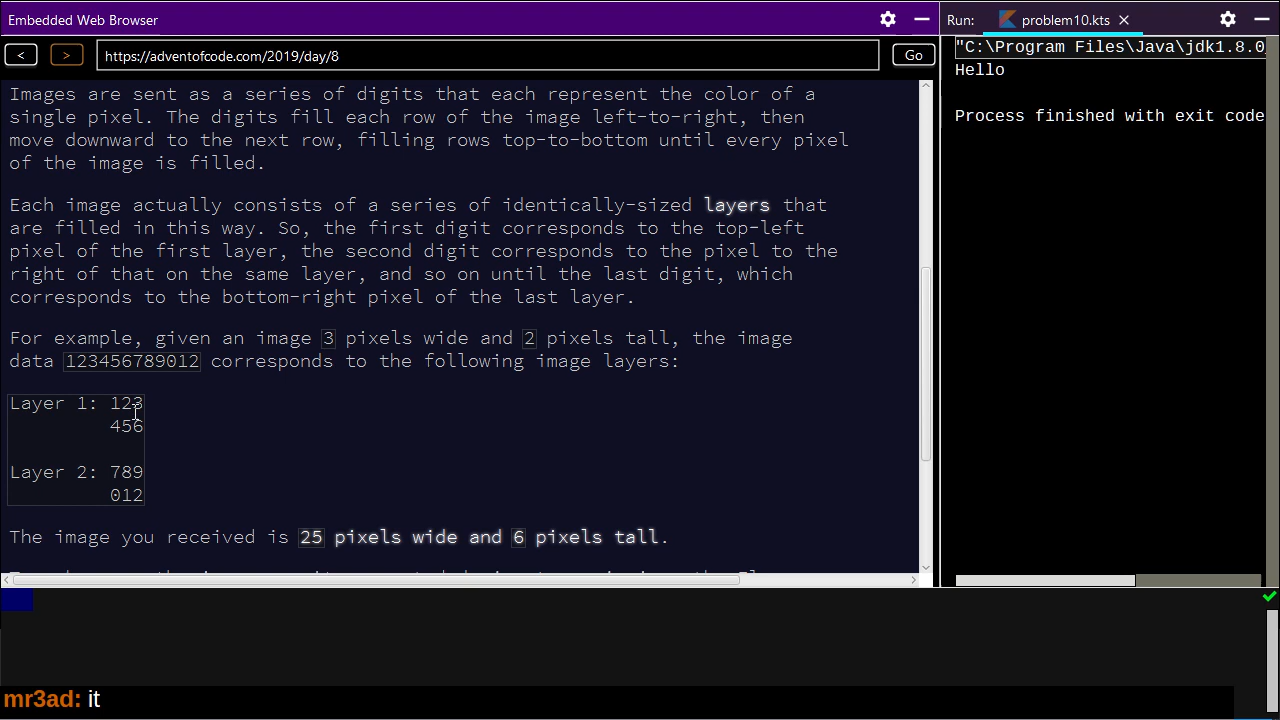 Embedded Web Browser
Run: problem10.kts
< > https://adventofcode.com/2019/day/8 Go
"C:\Program Files\Java\jdk1.8.0
Hello
Process finished with exit code
Images are sent as a series of digits that each represent the color of a
single pixel. The digits fill each row of the image left-to-right, then
move downward to the next row, filling rows top-to-bottom until every pixel
of the image is filled.
Each image actually consists of a series of identically-sized layers that
are filled in this way. So, the first digit corresponds to the top-left
pixel of the first layer, the second digit corresponds to the pixel to the
right of that on the same layer, and so on until the last digit, which
corresponds to the bottom-right pixel of the last layer.
For example, given an image 3 pixels wide and 2 pixels tall, the image
data 123456789012 corresponds to the following image layers:
Layer 1: 123
456
Layer 2: 789
012
The image you received is 25 pixels wide and 6 pixels tall.
mr3ad: it